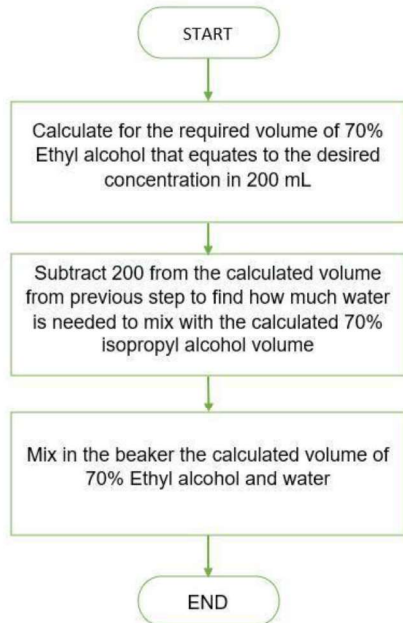 START
Calculate for the required volume of 70%
Ethyl alcohol that equates to the desired
concentration in 200 mL
Subtract 200 from the calculated volume
from previous step to find how much water
is needed to mix with the calculated 70%
isopropyl alcohol volume
Mix in the beaker the calculated volume of
70% Ethyl alcohol and water
END